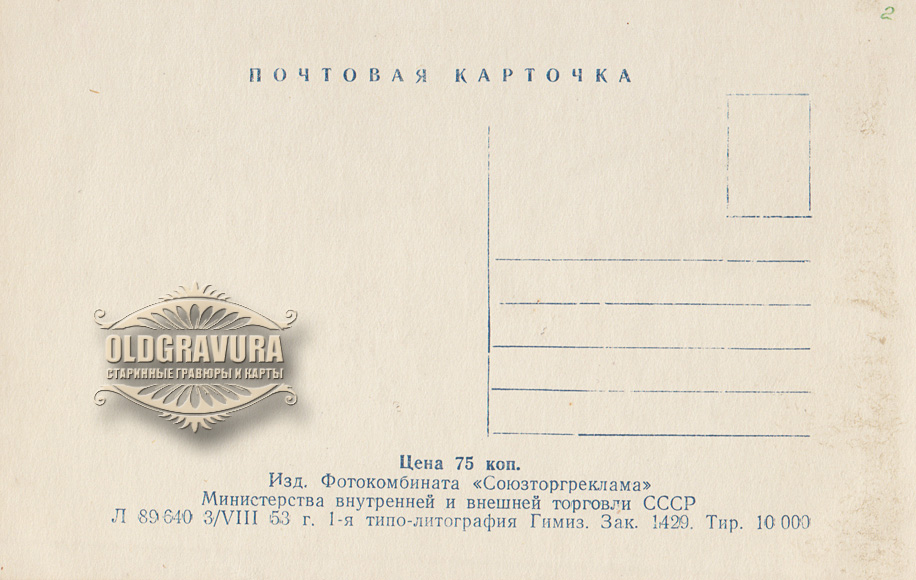 2
ПОЧТОВАЯ КАРТОЧКА
OLDGRAVURA
СТАРИННЫЕ ГРАВЮРЫ И КАРТЫ
Цена 75 коп.
Изд. Фотокомбината «Союзторгреклама»
Министерства внутренней и внешней торговли СССР
Л 89640 3/VIII 53 г. 1-я типо-литография Гимиз. Зак. 1429. Тир. 10 000